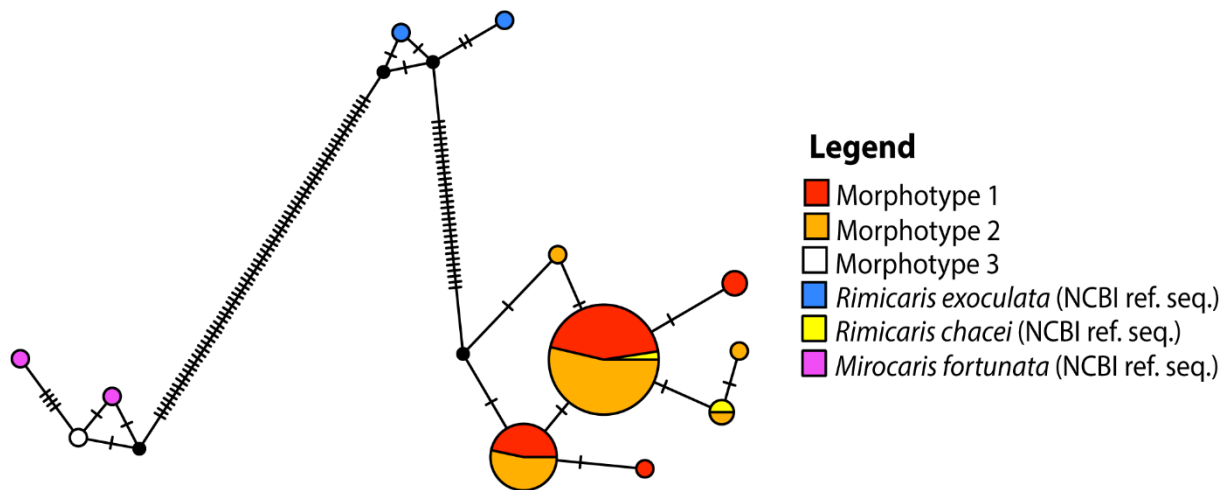 Legend
Morphotype 1
Morphotype 2
Morphotype 3
Rimicaris exoculata (NCBI ref. seq.)
Rimicaris chacei (NCBI ref. seq.)
Mirocaris fortunata (NCBI ref. seq.)